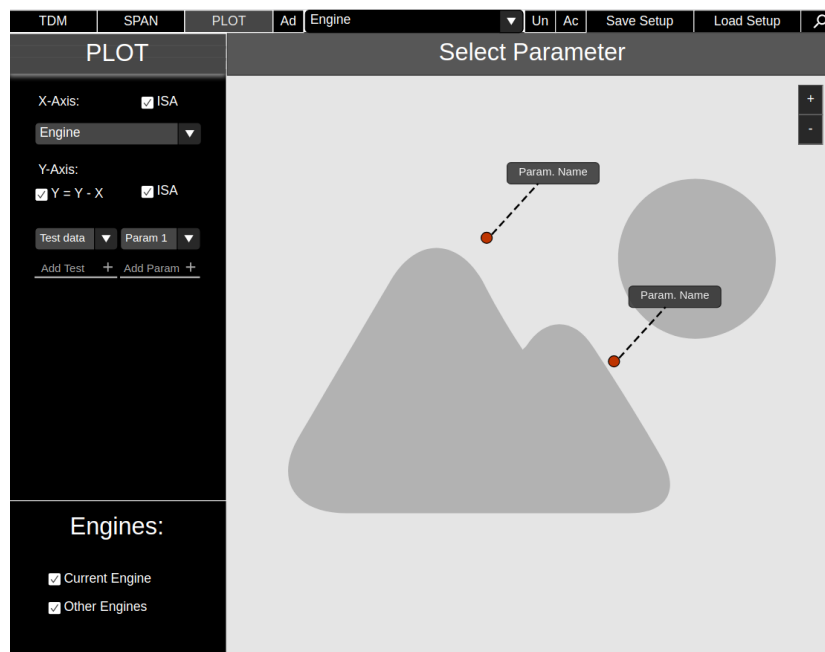 TDM SPAN PLOT Ad Engine Un Ac Save Setup Load Setup
PLOT
Select Parameter
X-Axis: ISA
Engine
Y-Axis:
Y = Y - X ISA
Test data Param 1
Add Test + Add Param +
+
-
Param. Name
Param. Name
Engines:
Current Engine
Other Engines